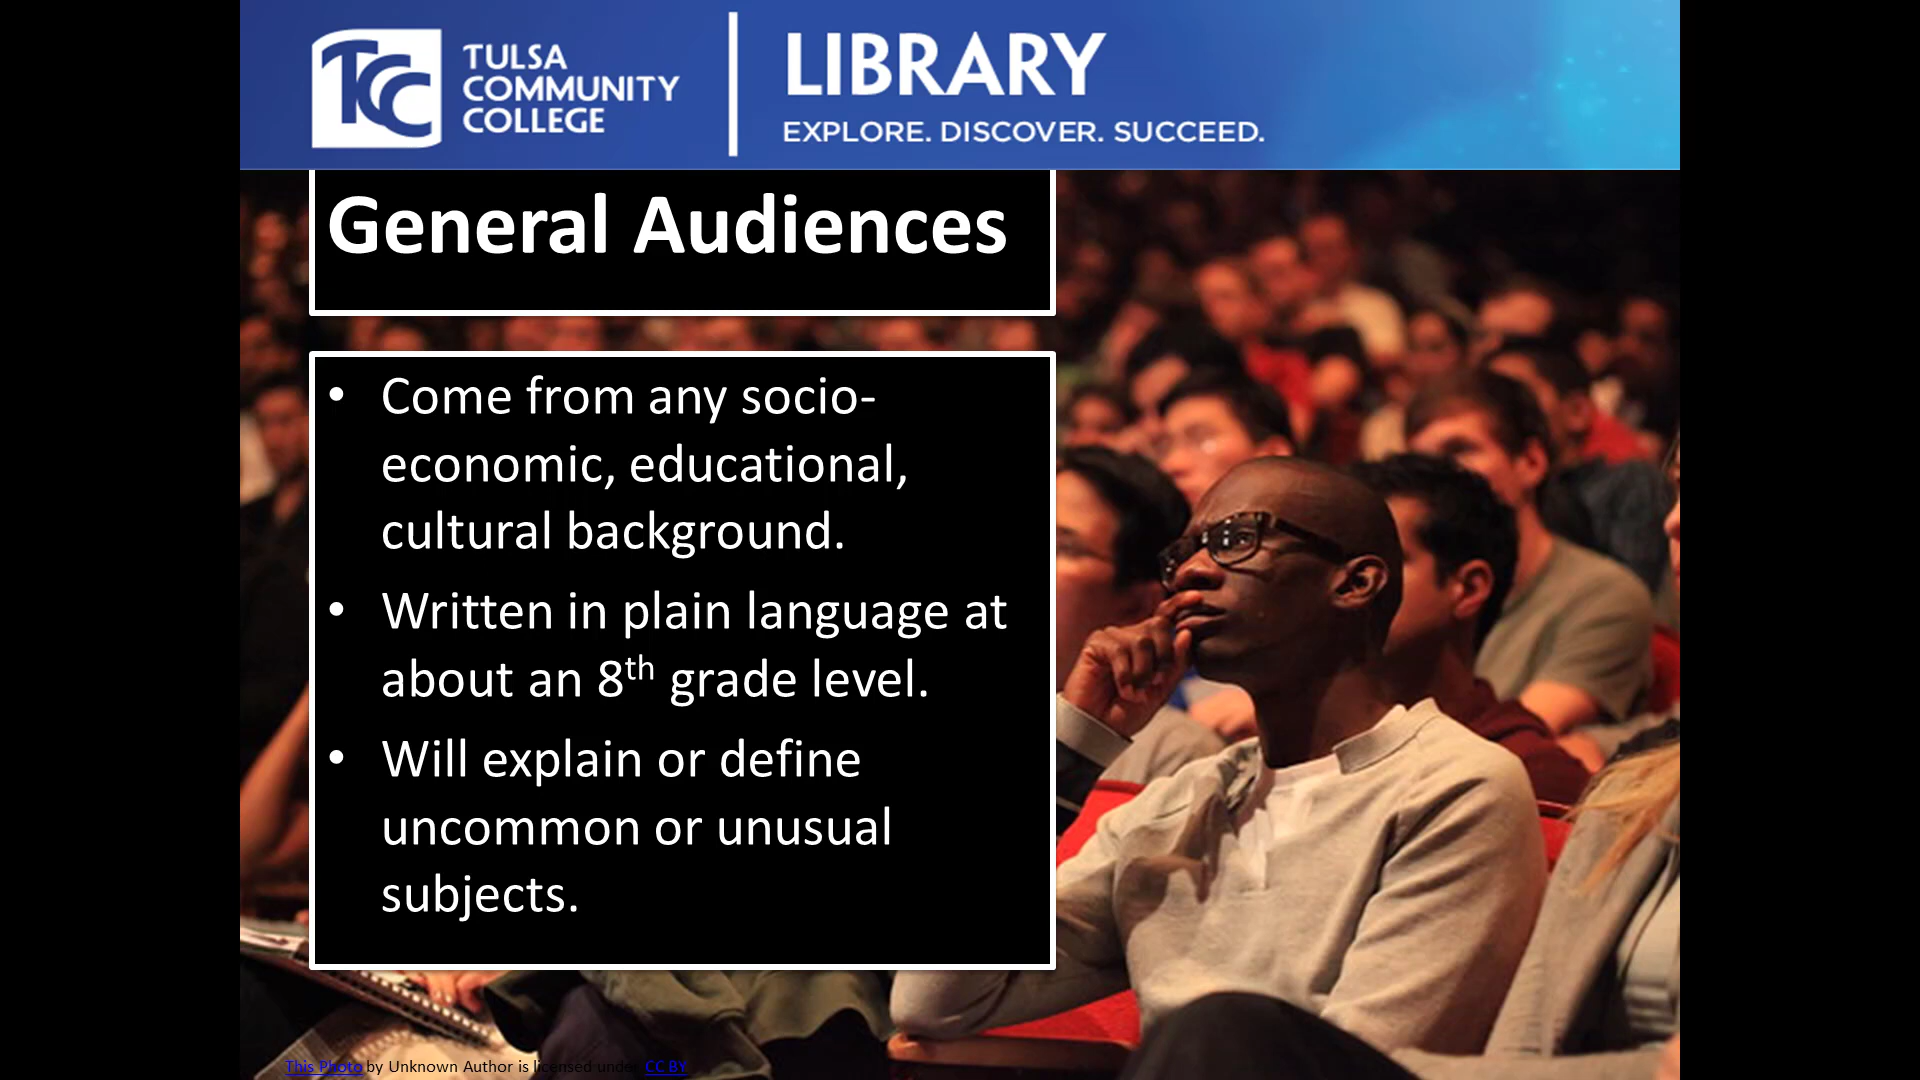 TCC
TULSA
COMMUNITY
COLLEGE
LIBRARY
EXPLORE. DISCOVER. SUCCEED.
General Audiences
• Come from any socio-
economic, educational,
cultural background.
• Written in plain language at
about an 8th grade level.
• Will explain or define
uncommon or unusual
subjects.
This Photo by Unknown Author is licensed under CC BY